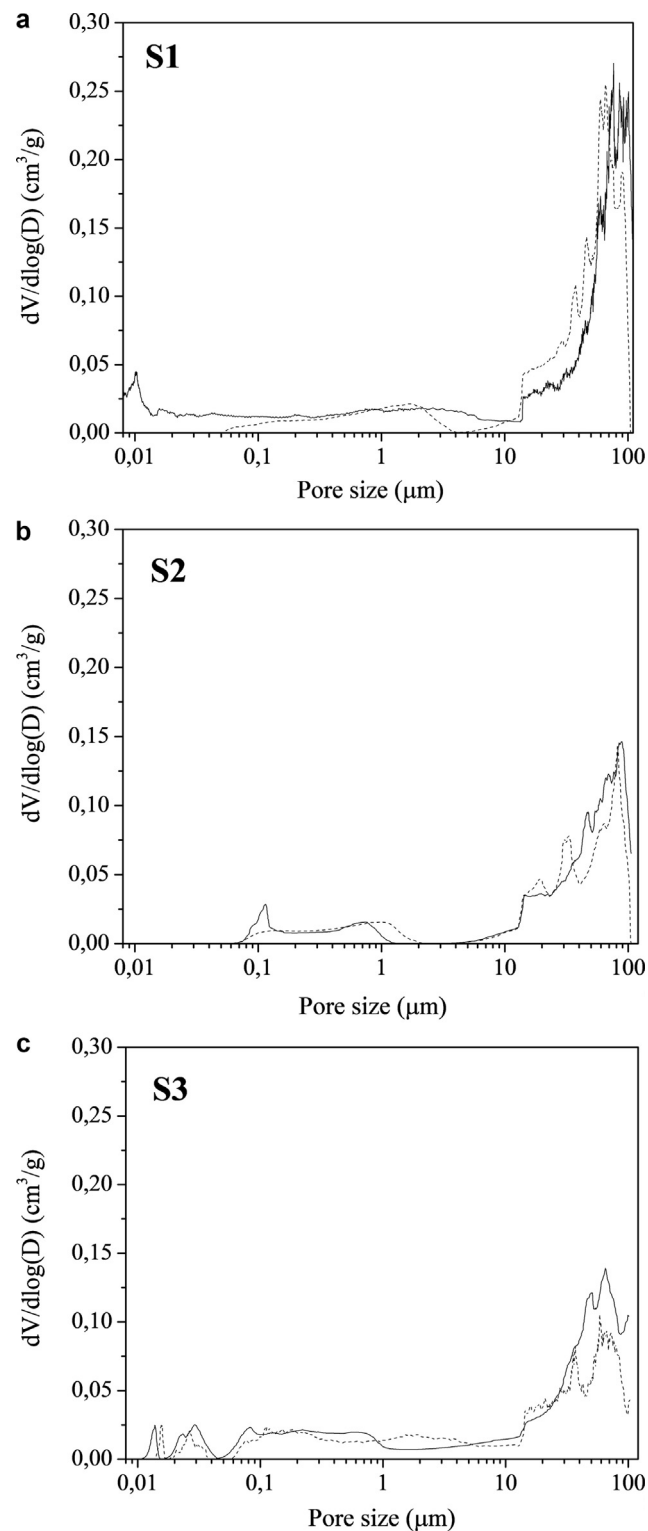 a
S1
0,30
0,25
0,20
0,15
0,10
0,05
0,00
dV/dlog(D) (cm³/g)
0,01 0,1 1 10 100
Pore size (µm)
b
S2
0,30
0,25
0,20
0,15
0,10
0,05
0,00
dV/dlog(D) (cm³/g)
0,01 0,1 1 10 100
Pore size (µm)
c
S3
0,30
0,25
0,20
0,15
0,10
0,05
0,00
dV/dlog(D) (cm³/g)
0,01 0,1 1 10 100
Pore size (µm)